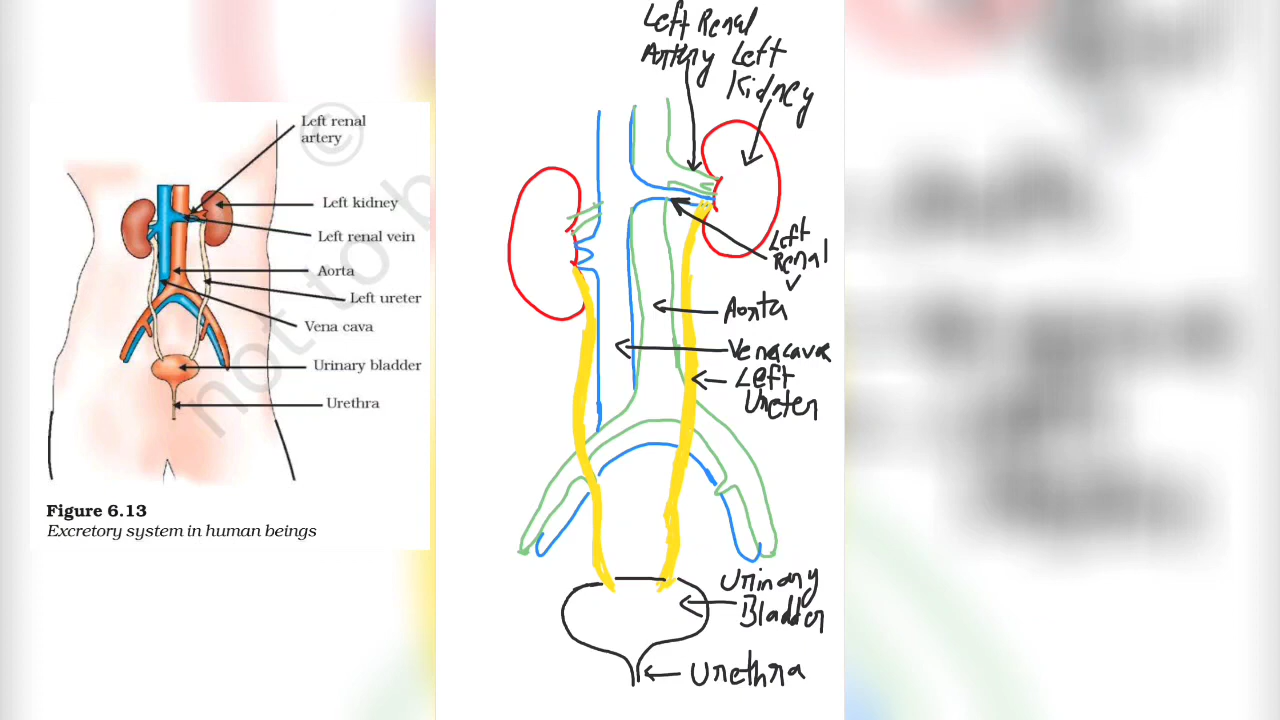 Left renal
artery
Left kidney
Left renal vein
Aorta
Left ureter
Vena cava
Urinary bladder
Urethra
Figure 6.13
Excretory system in human beings
©
not to b
Left Renal
Artery
Left
Kidney
Left
Renal
V
Aorta
Venacava
Left
Ureter
Urinary
Bladder
Urethra